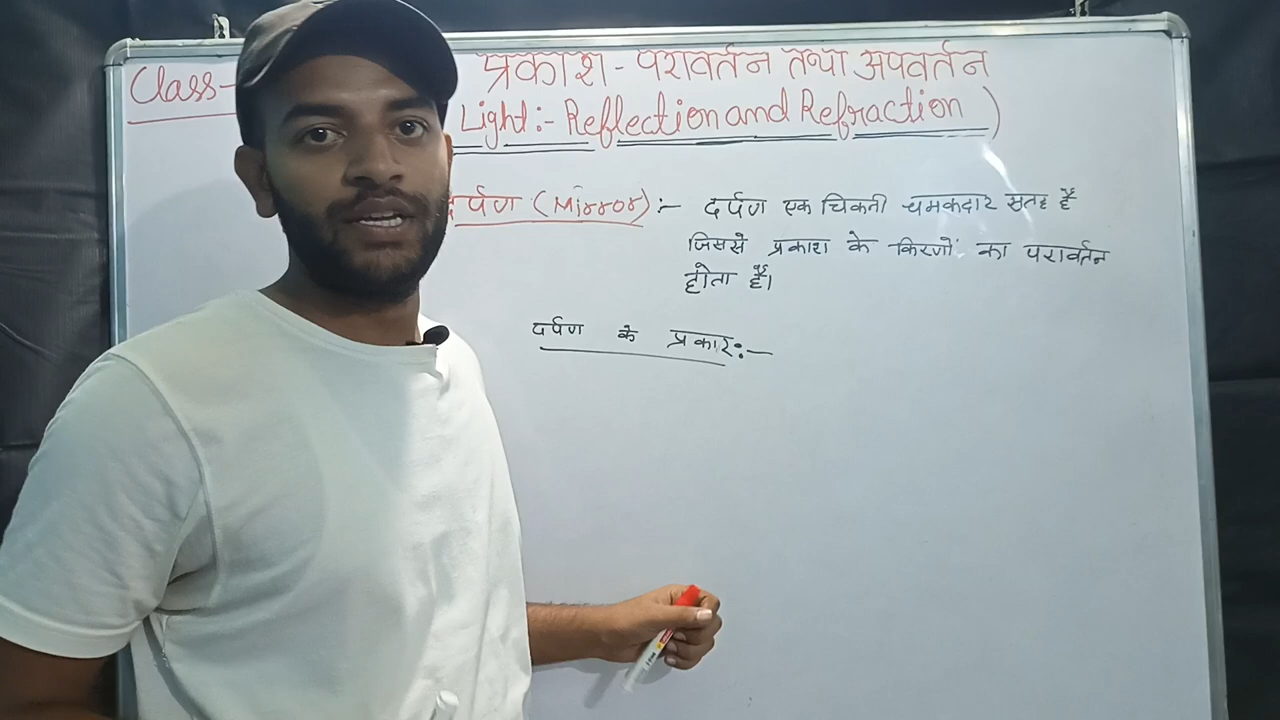 Class-
प्रकाश - परावर्तन तथा अपवर्तन
Light:- Reflection and Refraction)
दर्पण (Mirror) :- दर्पण एक चिकनी चमकदार सतह है
जिससे प्रकाश के किरणों का परावर्तन
होता है।
दर्पण के प्रकार:-